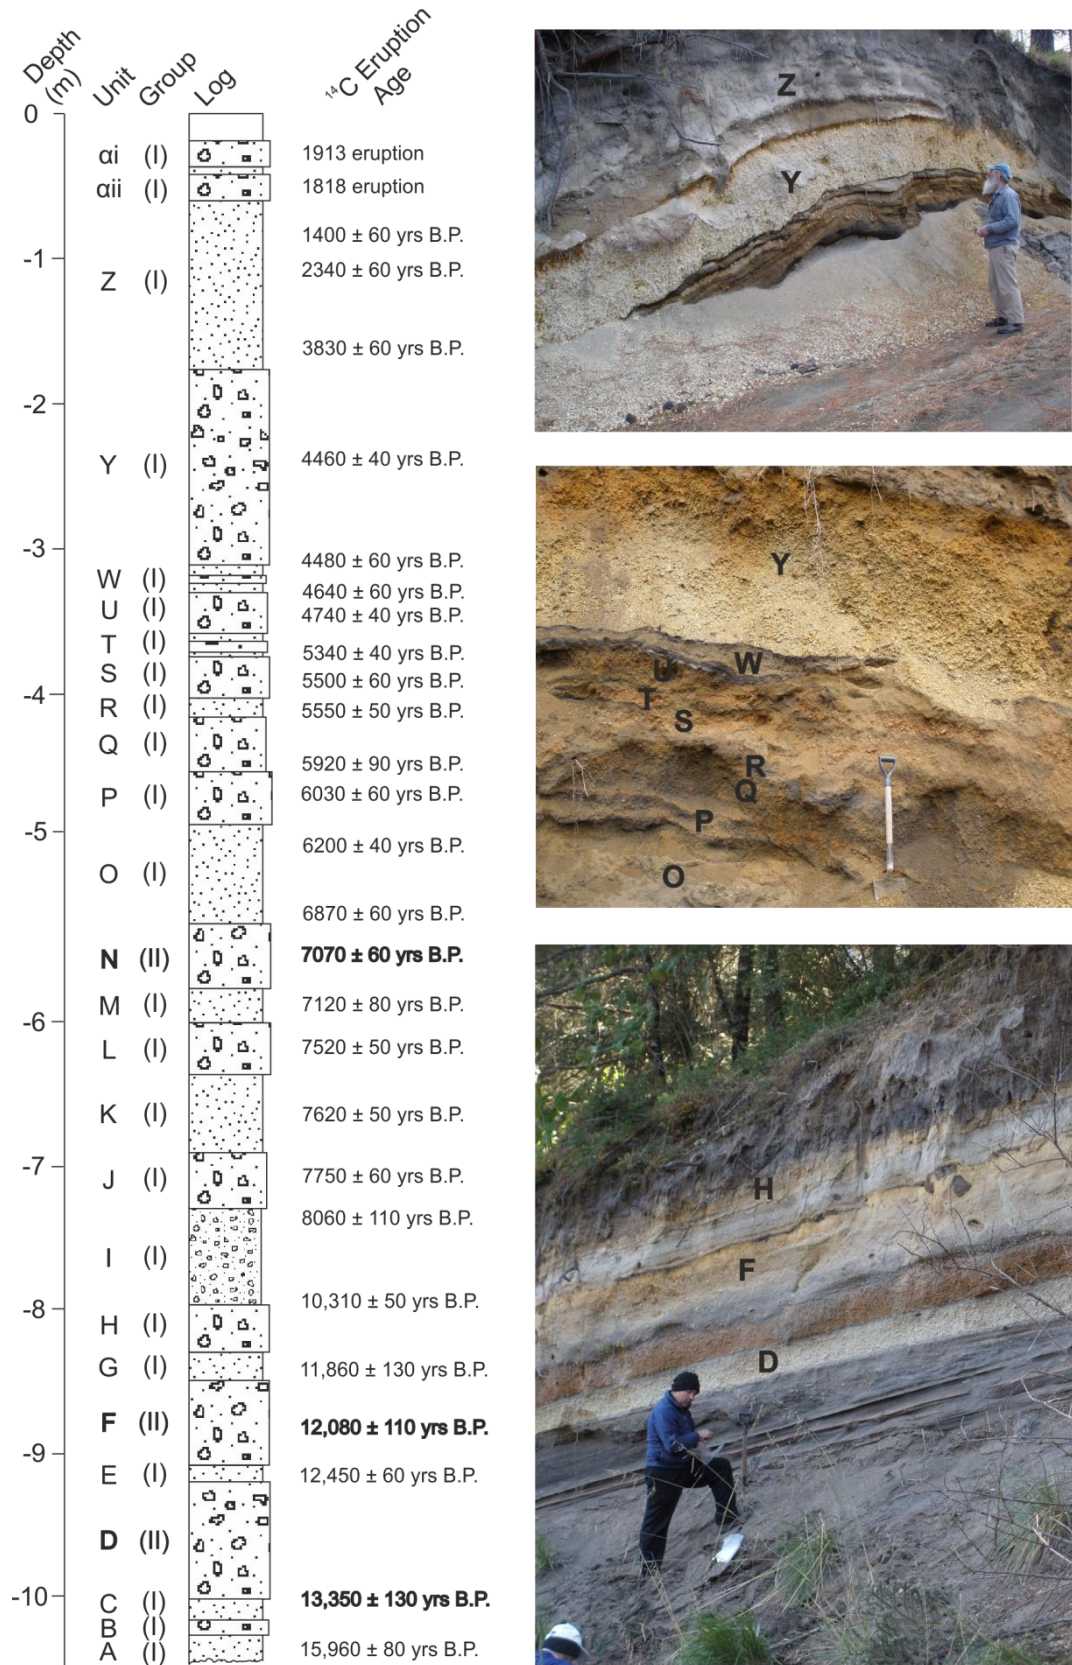 Depth (m) Unit Group Log ¹⁴C Eruption Age
0
αi (I) 1913 eruption
αii (I) 1818 eruption
1400 ± 60 yrs B.P.
-1
2340 ± 60 yrs B.P.
Z (I)
3830 ± 60 yrs B.P.
-2
Y (I) 4460 ± 40 yrs B.P.
-3
4480 ± 60 yrs B.P.
W (I)
4640 ± 60 yrs B.P.
U (I) 4740 ± 40 yrs B.P.
T (I)
5340 ± 40 yrs B.P.
S (I) 5500 ± 60 yrs B.P.
-4
R (I) 5550 ± 50 yrs B.P.
Q (I)
5920 ± 90 yrs B.P.
P (I) 6030 ± 60 yrs B.P.
-5
6200 ± 40 yrs B.P.
O (I)
6870 ± 60 yrs B.P.
N (II) 7070 ± 60 yrs B.P.
M (I) 7120 ± 80 yrs B.P.
-6
L (I) 7520 ± 50 yrs B.P.
K (I) 7620 ± 50 yrs B.P.
-7
J (I) 7750 ± 60 yrs B.P.
8060 ± 110 yrs B.P.
I (I)
10,310 ± 50 yrs B.P.
-8
H (I)
G (I) 11,860 ± 130 yrs B.P.
F (II) 12,080 ± 110 yrs B.P.
-9
E (I) 12,450 ± 60 yrs B.P.
D (II)
-10
C (I) 13,350 ± 130 yrs B.P.
B (I)
A (I) 15,960 ± 80 yrs B.P.
Z
Y
Y
W
U
T
S
R
Q
P
O
H
F
D